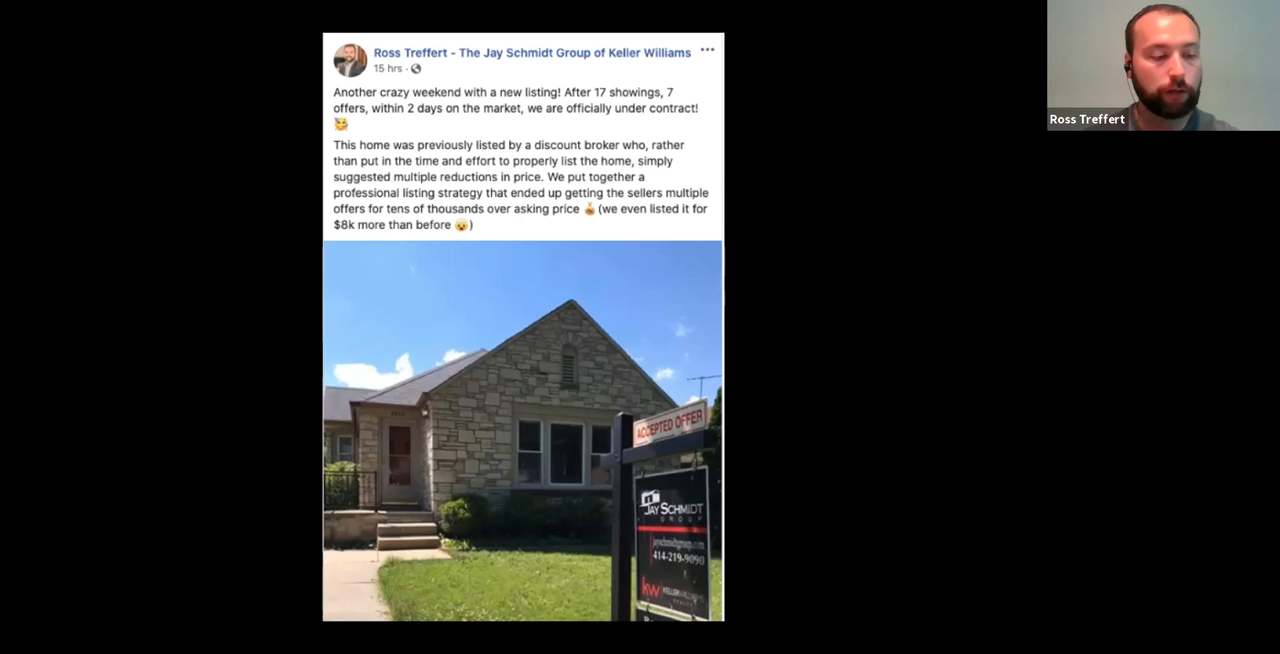 Ross Treffert - The Jay Schmidt Group of Keller Williams
15 hrs ·
Another crazy weekend with a new listing! After 17 showings, 7
offers, within 2 days on the market, we are officially under contract!
🥳
This home was previously listed by a discount broker who, rather
than put in the time and effort to properly list the home, simply
suggested multiple reductions in price. We put together a
professional listing strategy that ended up getting the sellers multiple
offers for tens of thousands over asking price 💰 (we even listed it for
$8k more than before 😮)
ACCEPTED OFFER
JAY SCHMIDT
GROUP
jayschmidtgroup.com
414-219-9090
kw KELLERWILLIAMS
Ross Treffert